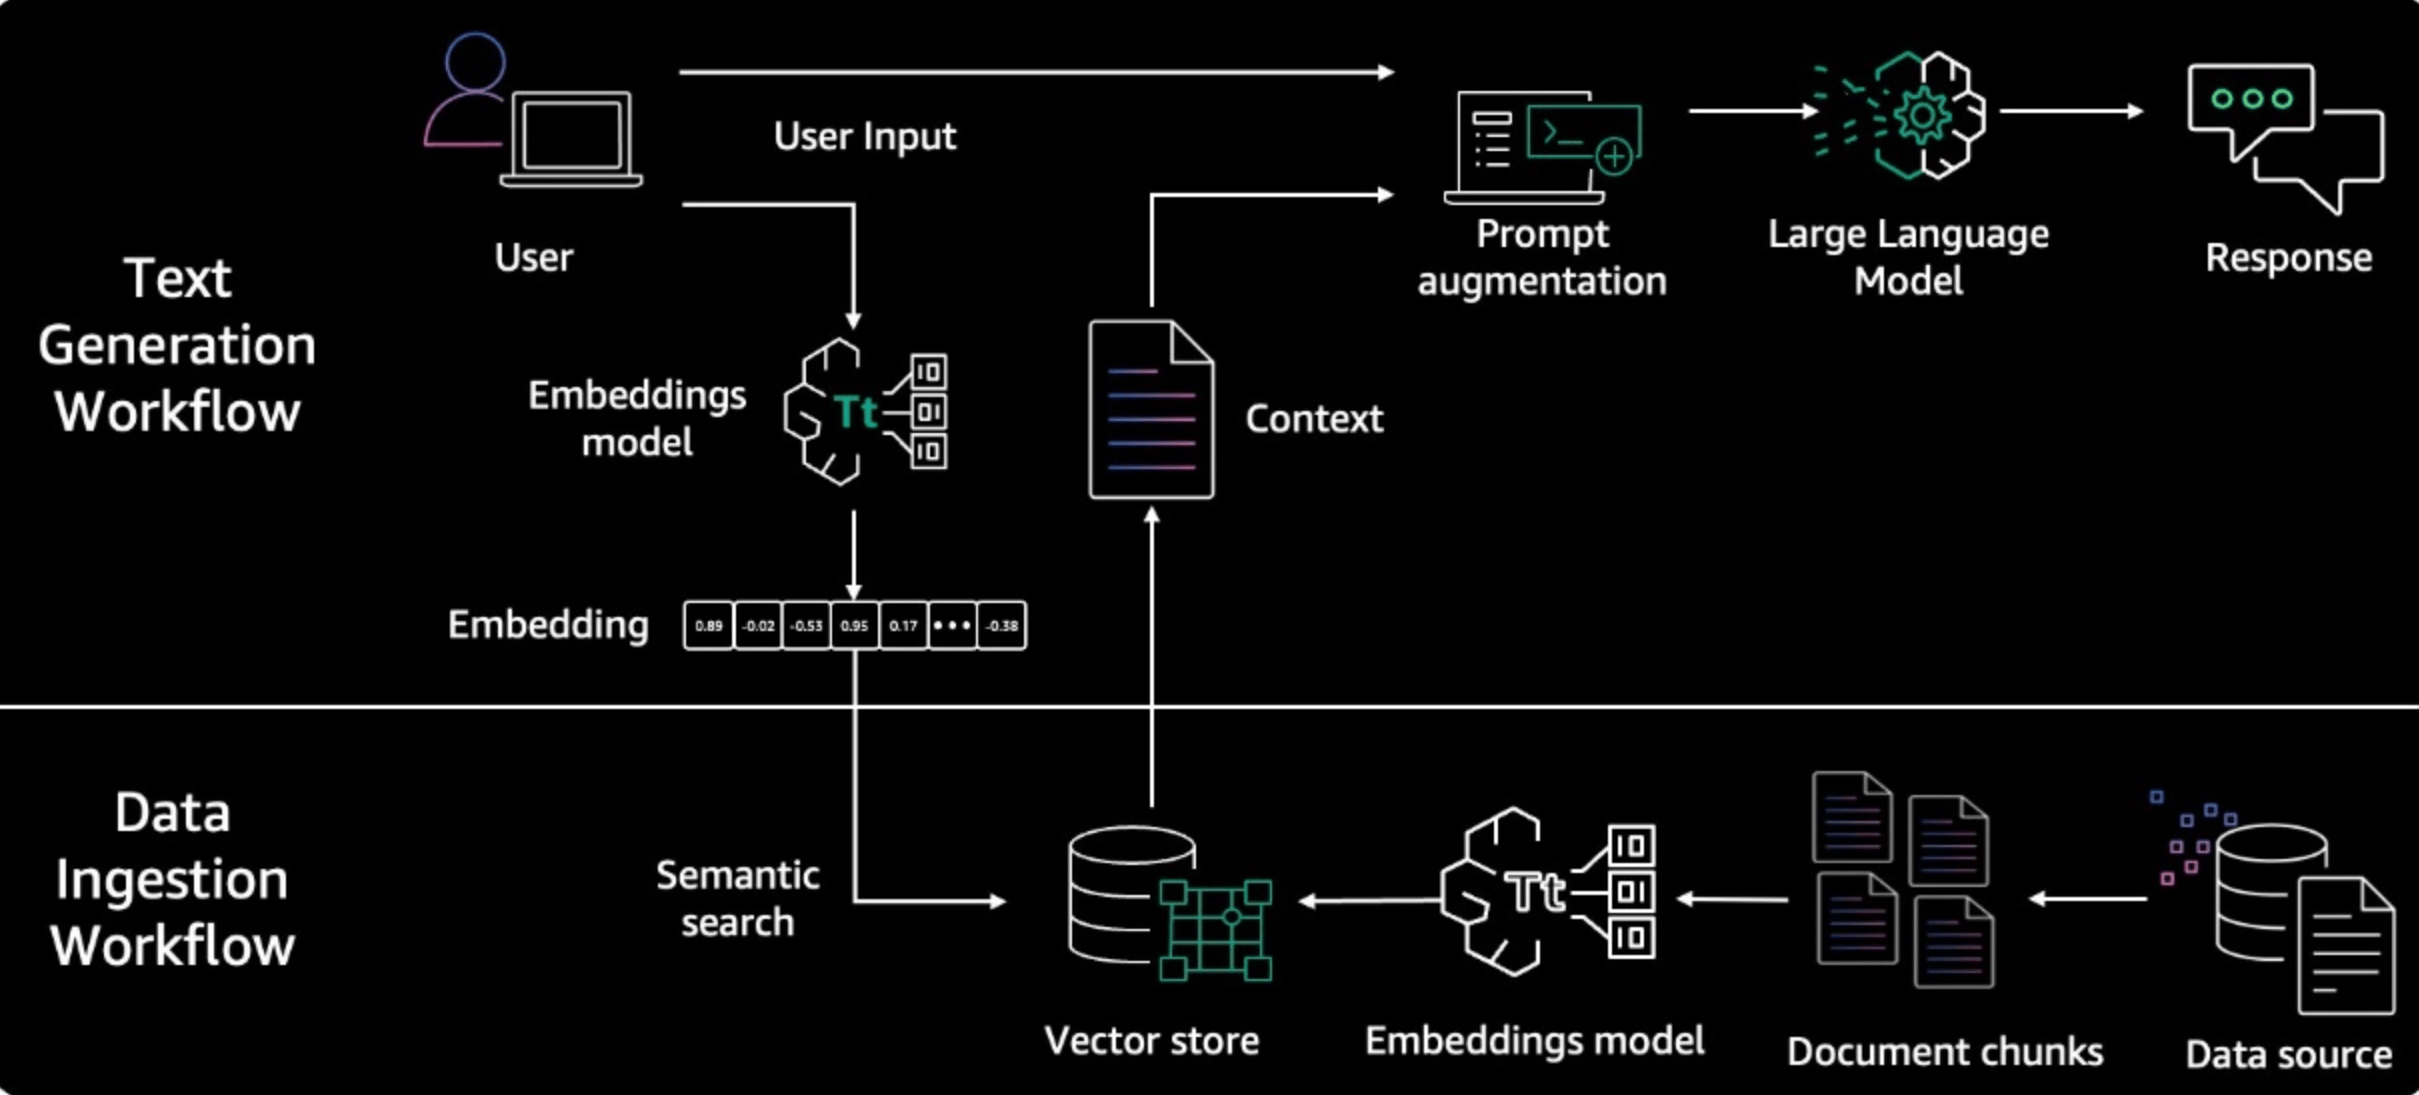 User Input
User
Prompt
augmentation
Large Language
Model
Response
Text
Generation
Workflow
Embeddings
model
Tt
10
01
10
Context
Embedding
0.89 -0.02 -0.53 0.95 0.17 ••• -0.38
Data
Ingestion
Workflow
Semantic
search
Tt
10
01
10
Vector store
Embeddings model
Document chunks
Data source